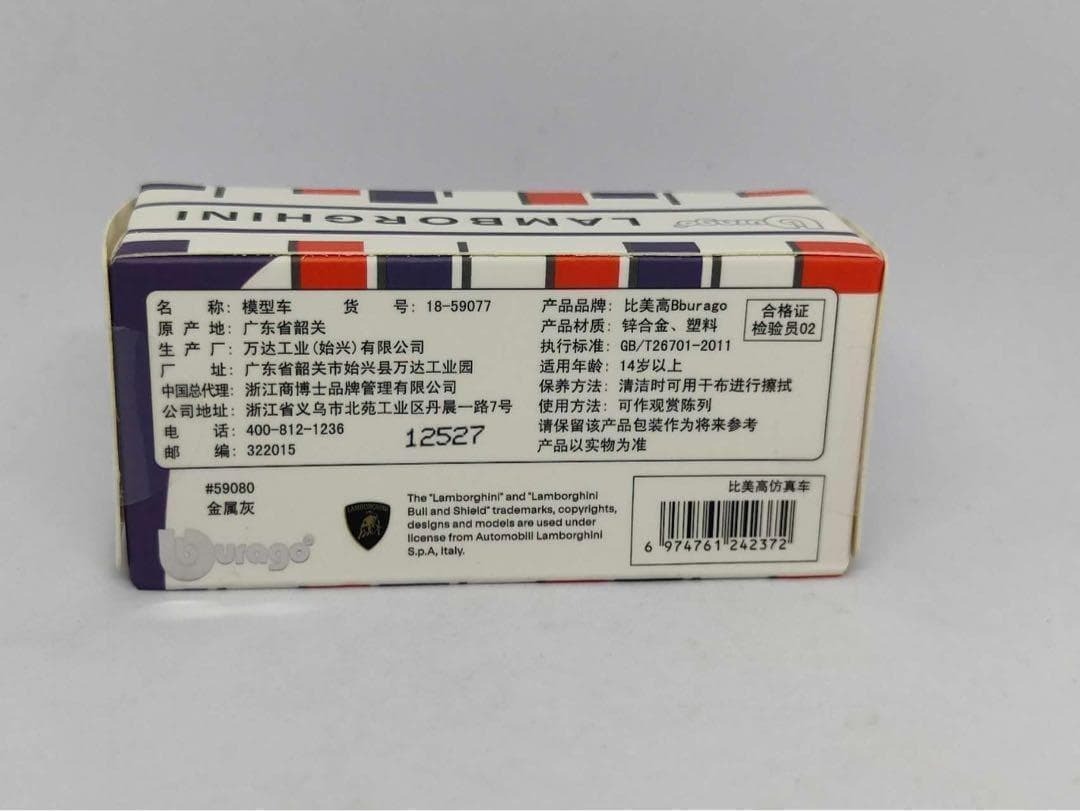 LAMBORGHINI
burago
名 称: 模型车 货 号: 18-59077
原 产 地: 广东省韶关
生 产 厂: 万达工业(始兴)有限公司
厂 址: 广东省韶关市始兴县万达工业园
中国总代理: 浙江商博士品牌管理有限公司
公司地址: 浙江省义乌市北苑工业区丹晨一路7号
电 话: 400-812-1236
邮 编: 322015
12527
产品品牌: 比美高Bburago
产品材质: 锌合金、塑料
执行标准: GB/T26701-2011
适用年龄: 14岁以上
保养方法: 清洁时可用干布进行擦拭
使用方法: 可作观赏陈列
请保留该产品包装作为将来参考
产品以实物为准
合格证
检验员02
#59080
金属灰
burago
LAMBORGHINI
The "Lamborghini" and "Lamborghini
Bull and Shield" trademarks, copyrights,
designs and models are used under
license from Automobili Lamborghini
S.p.A, Italy.
比美高仿真车
6 974761 242372